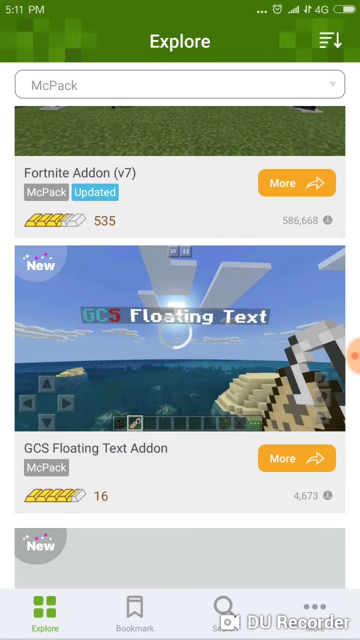 5:11 PM
4G
Explore
McPack
Fortnite Addon (v7)
McPack Updated
More
535
586,668
New
GCS Floating Text
GCS Floating Text Addon
McPack
More
16
4,673
New
DU Recorder
Explore
Bookmark